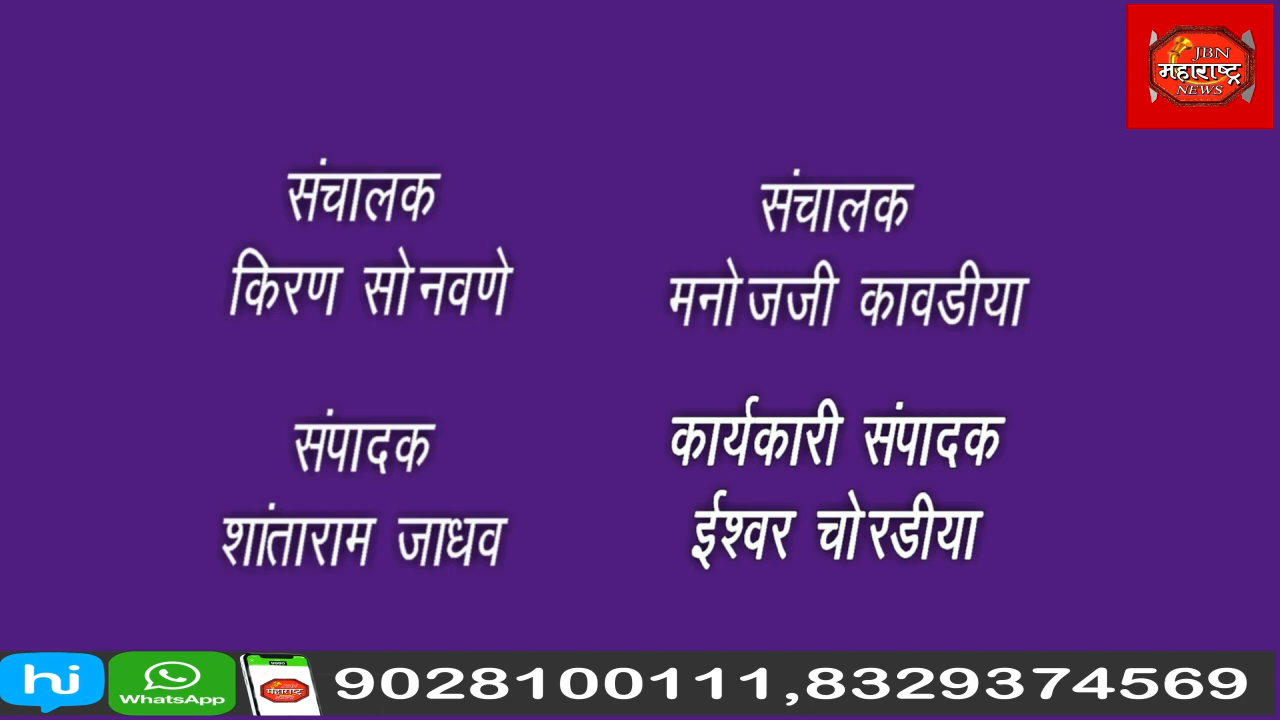 JBN
महाराष्ट्र
NEWS
संचालक
किरण सोनवणे
संचालक
मनोजजी कावडीया
संपादक
शांताराम जाधव
कार्यकारी संपादक
ईश्वर चोरडीया
hi
WhatsApp
महाराष्ट्र
9028100111,8329374569